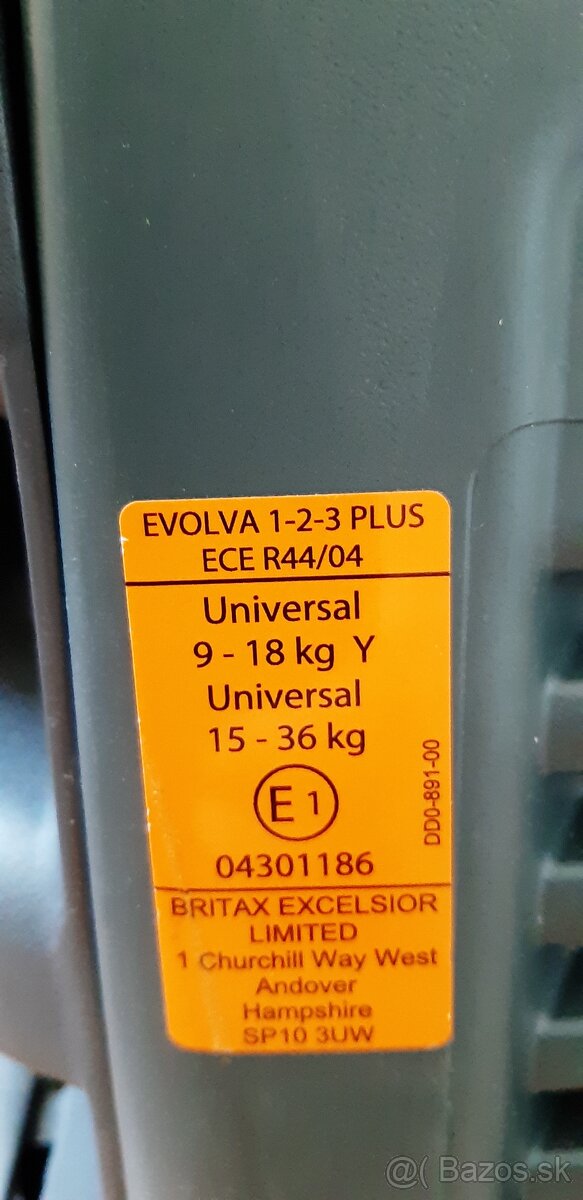 EVOLVA 1-2-3 PLUS
ECE R44/04
Universal
9 - 18 kg Y
Universal
15 - 36 kg
E 1
04301186
DD0-891-00
BRITAX EXCELSIOR
LIMITED
1 Churchill Way West
Andover
Hampshire
SP10 3UW
@( Bazos.sk